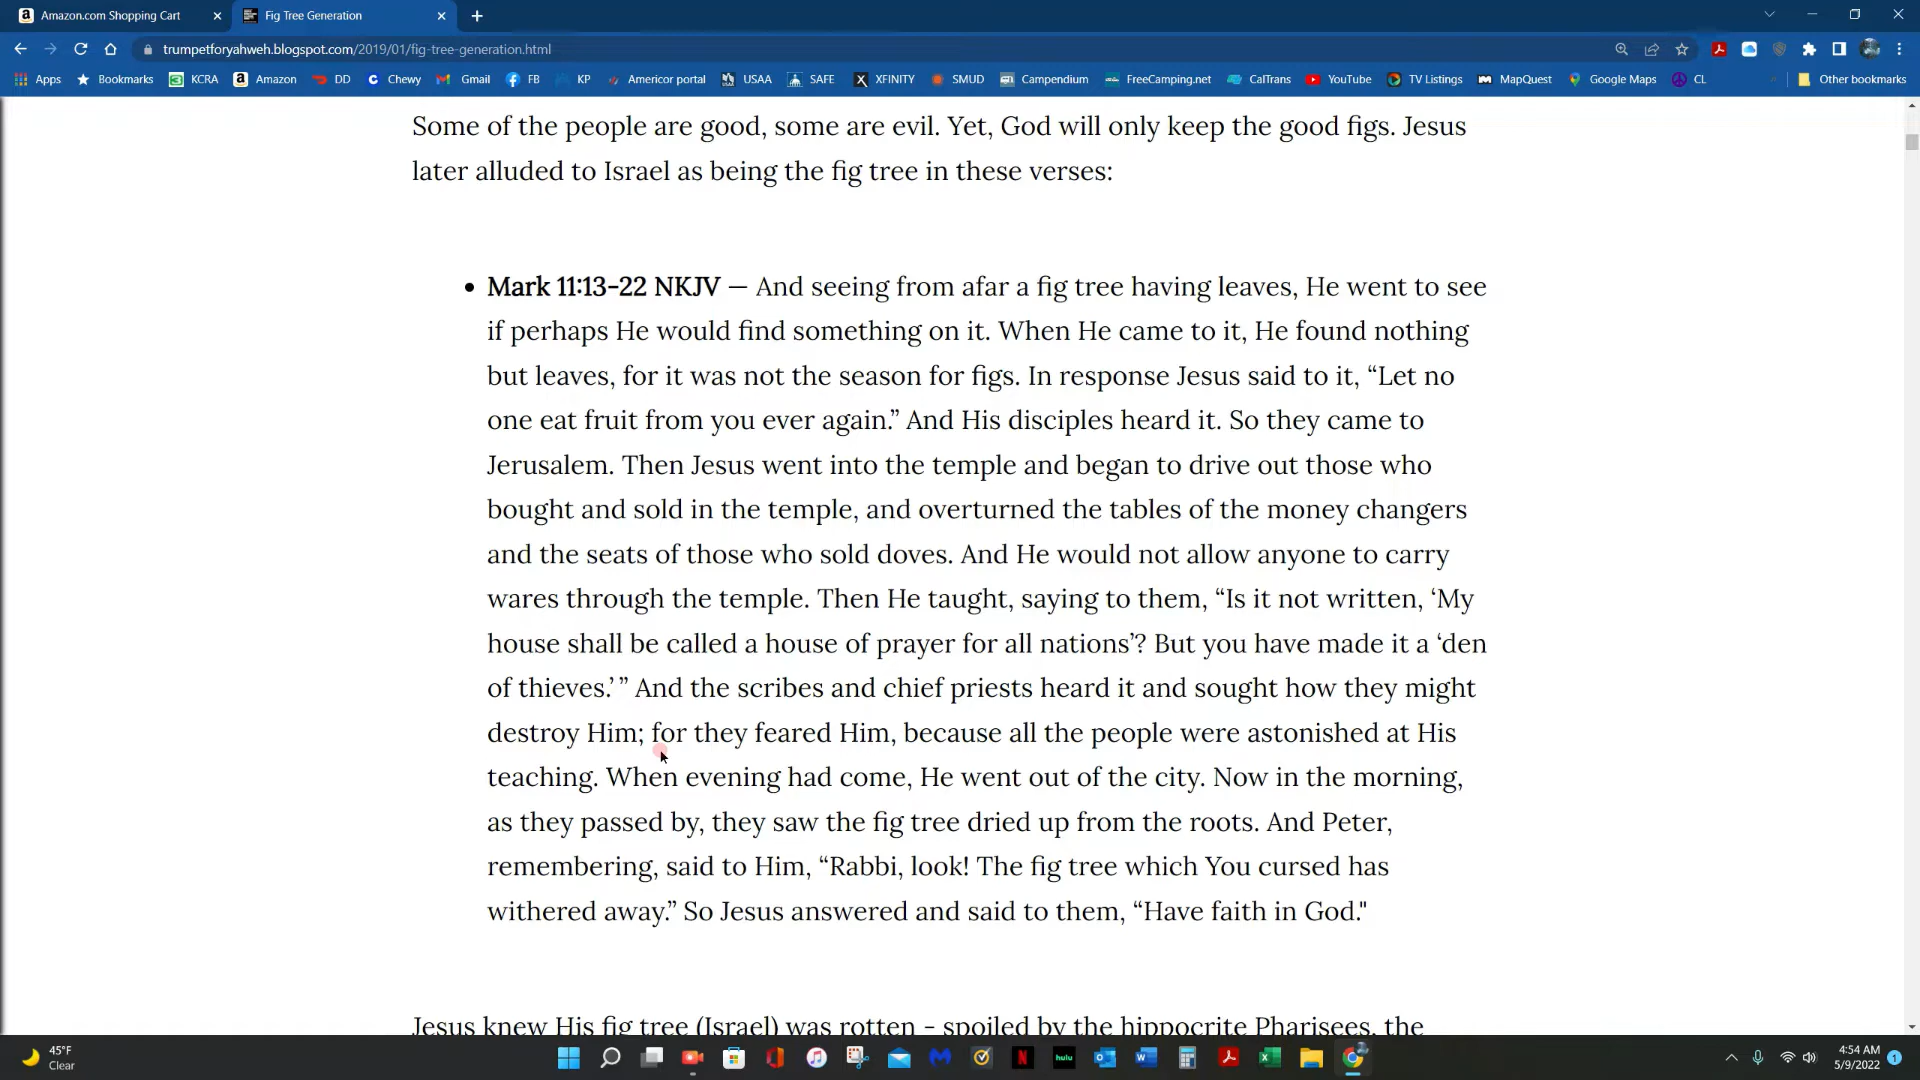 Amazon.com Shopping Cart
Fig Tree Generation
trumpetforyahweh.blogspot.com/2019/01/fig-tree-generation.html
Apps Bookmarks KCRA Amazon DD Chewy Gmail FB KP Americor portal USAA SAFE XFINITY SMUD Campendium FreeCamping.net CalTrans YouTube TV Listings MapQuest Google Maps CL Other bookmarks
Some of the people are good, some are evil. Yet, God will only keep the good figs. Jesus
later alluded to Israel as being the fig tree in these verses:
• Mark 11:13-22 NKJV — And seeing from afar a fig tree having leaves, He went to see
if perhaps He would find something on it. When He came to it, He found nothing
but leaves, for it was not the season for figs. In response Jesus said to it, “Let no
one eat fruit from you ever again.” And His disciples heard it. So they came to
Jerusalem. Then Jesus went into the temple and began to drive out those who
bought and sold in the temple, and overturned the tables of the money changers
and the seats of those who sold doves. And He would not allow anyone to carry
wares through the temple. Then He taught, saying to them, “Is it not written, ‘My
house shall be called a house of prayer for all nations’? But you have made it a ‘den
of thieves.’ ” And the scribes and chief priests heard it and sought how they might
destroy Him; for they feared Him, because all the people were astonished at His
teaching. When evening had come, He went out of the city. Now in the morning,
as they passed by, they saw the fig tree dried up from the roots. And Peter,
remembering, said to Him, “Rabbi, look! The fig tree which You cursed has
withered away.” So Jesus answered and said to them, “Have faith in God."
Jesus knew His fig tree (Israel) was rotten - spoiled by the hippocrite Pharisees, the
45°F
Clear
hulu
4:54 AM
5/9/2022
1